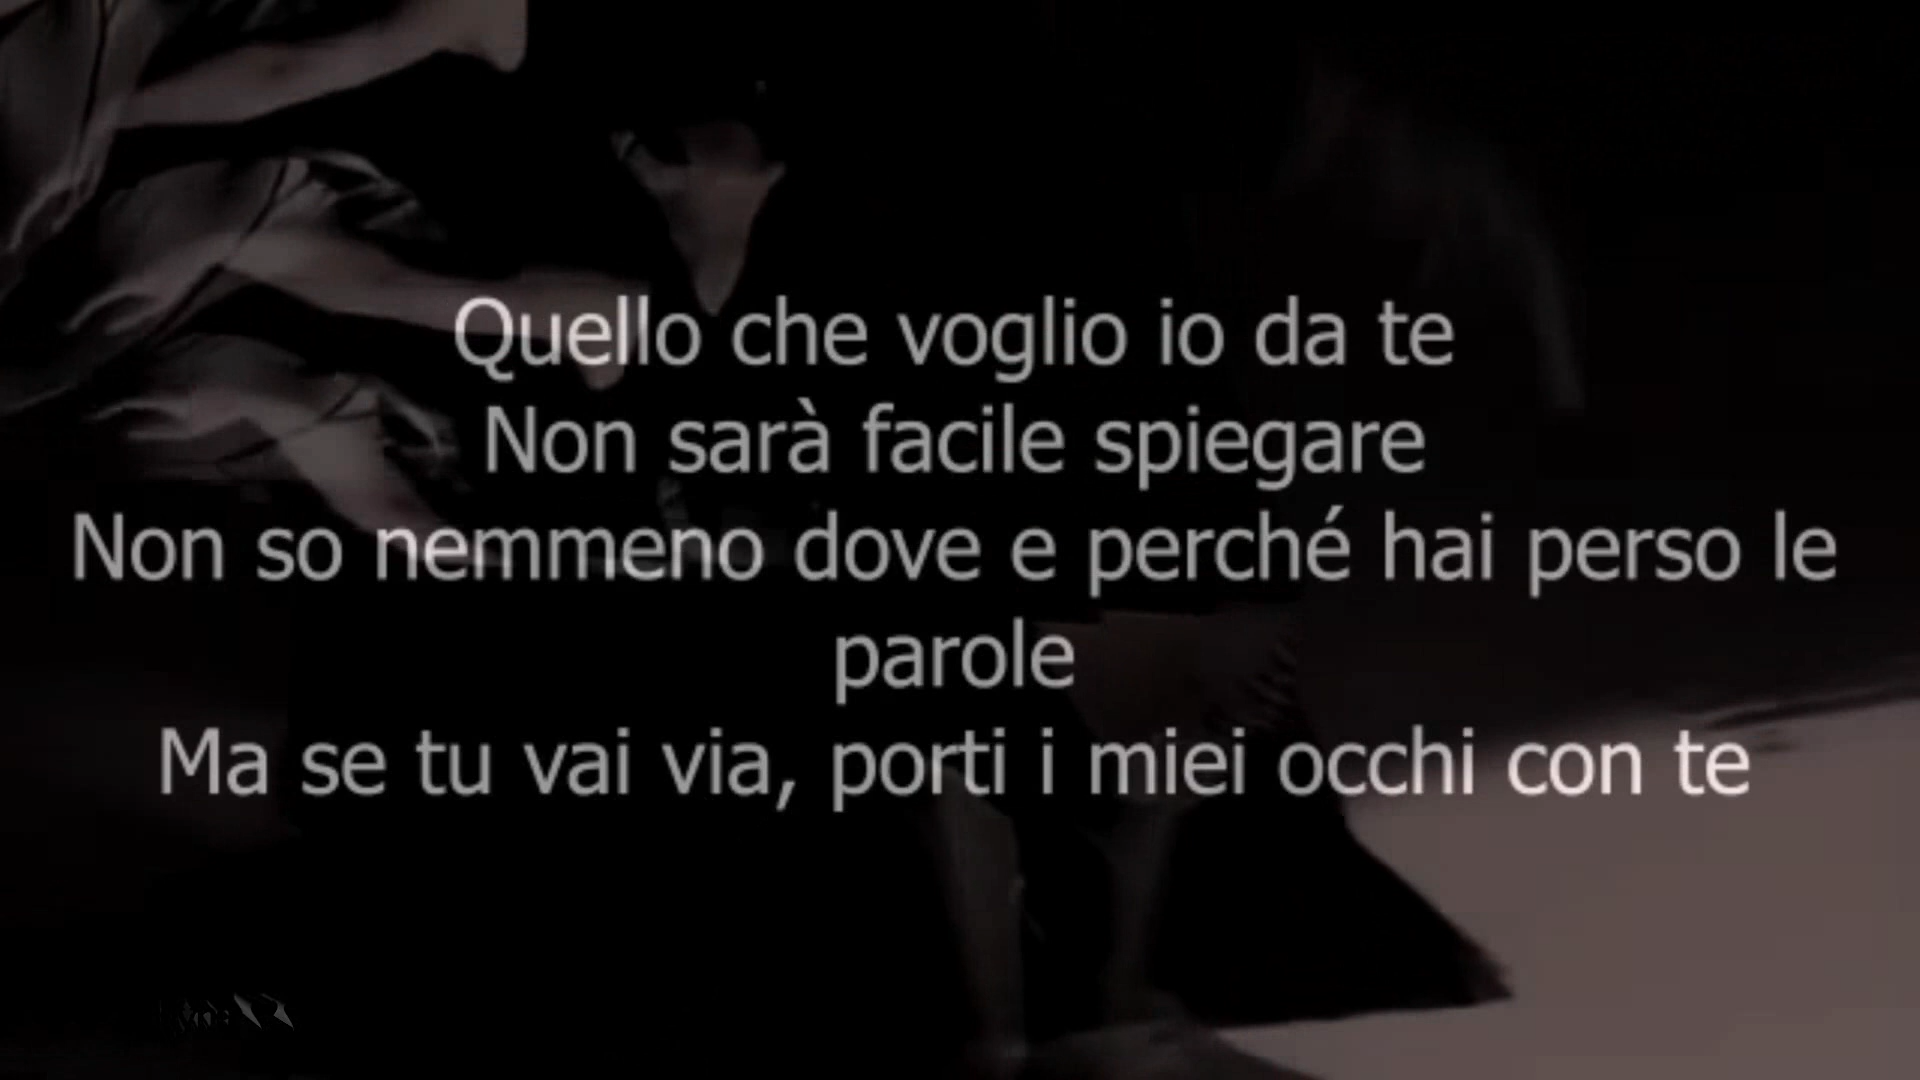 Quello che voglio io da te
Non sarà facile spiegare
Non so nemmeno dove e perché hai perso le
parole
Ma se tu vai via, porti i miei occhi con te